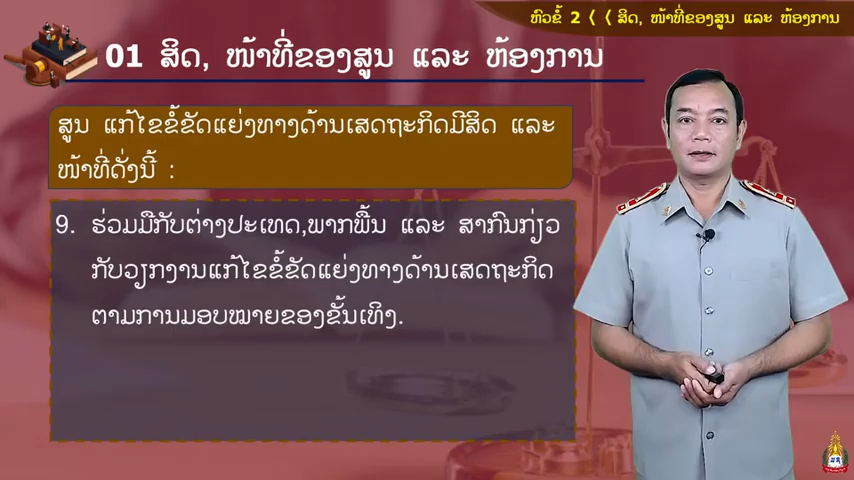 ຫົວຂໍ້ 2 〈〈 ສິດ, ໜ້າທີ່ຂອງສູນ ແລະ ຫ້ອງການ
01 ສິດ, ໜ້າທີ່ຂອງສູນ ແລະ ຫ້ອງການ
ສູນ ແກ້ໄຂຂໍ້ຂັດແຍ່ງທາງດ້ານເສດຖະກິດມີສິດ ແລະ
ໜ້າທີ່ດັ່ງນີ້ :
9. ຮ່ວມມືກັບຕ່າງປະເທດ,ພາກພື້ນ ແລະ ສາກົນກ່ຽວ
ກັບວຽກງານແກ້ໄຂຂໍ້ຂັດແຍ່ງທາງດ້ານເສດຖະກິດ
ຕາມການມອບໝາຍຂອງຂັ້ນເທິງ.